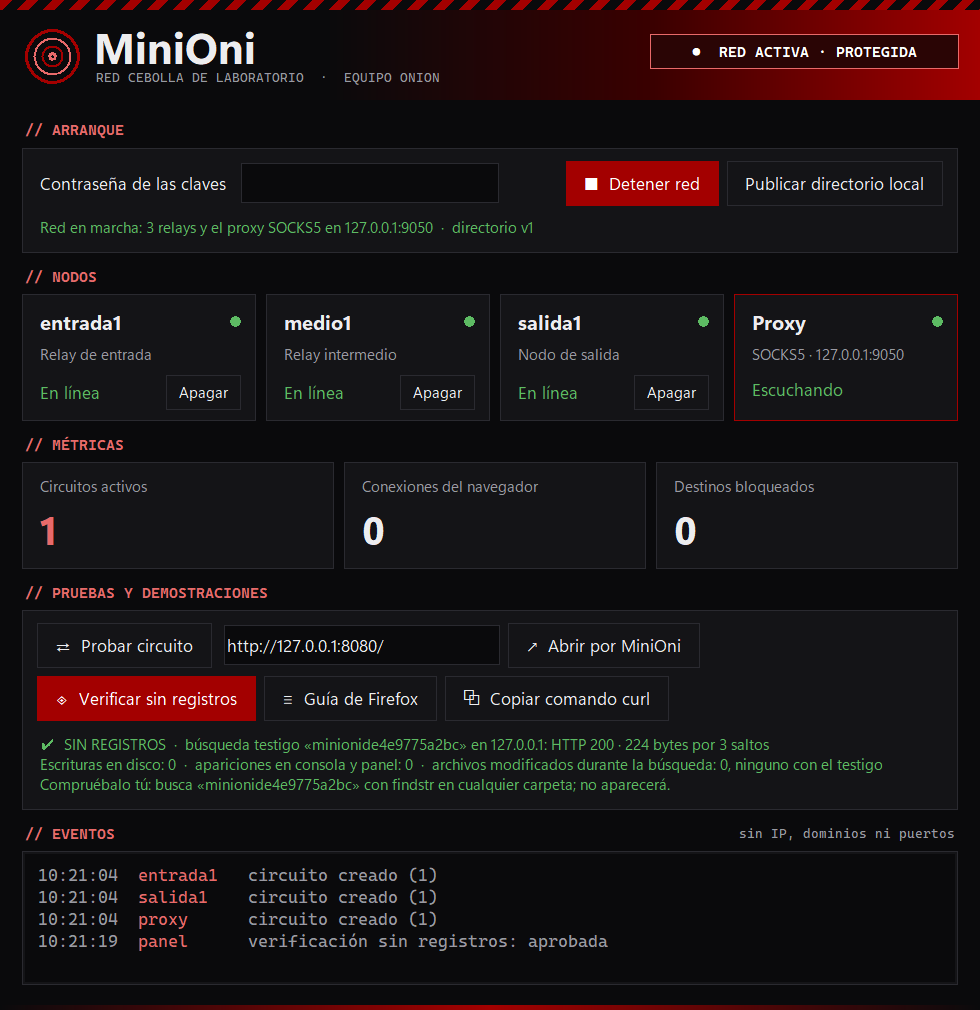 MiniOni
RED CEBOLLA DE LABORATORIO · EQUIPO ONION
● RED ACTIVA · PROTEGIDA
// ARRANQUE
Contraseña de las claves
■ Detener red
Publicar directorio local
Red en marcha: 3 relays y el proxy SOCKS5 en 127.0.0.1:9050 · directorio v1
// NODOS
entrada1
Relay de entrada
En línea
Apagar
medio1
Relay intermedio
En línea
Apagar
salida1
Nodo de salida
En línea
Apagar
Proxy
SOCKS5 · 127.0.0.1:9050
Escuchando
// MÉTRICAS
Circuitos activos
1
Conexiones del navegador
0
Destinos bloqueados
0
// PRUEBAS Y DEMOSTRACIONES
⇄ Probar circuito
http://127.0.0.1:8080/
↗ Abrir por MiniOni
⟐ Verificar sin registros
≡ Guía de Firefox
⿻ Copiar comando curl
✔ SIN REGISTROS · búsqueda testigo «minionide4e9775a2bc» en 127.0.0.1: HTTP 200 · 224 bytes por 3 saltos
Escrituras en disco: 0 · apariciones en consola y panel: 0 · archivos modificados durante la búsqueda: 0, ninguno con el testigo
Compruébalo tú: busca «minionide4e9775a2bc» con findstr en cualquier carpeta; no aparecerá.
// EVENTOS
sin IP, dominios ni puertos
10:21:04 entrada1 circuito creado (1)
10:21:04 salida1 circuito creado (1)
10:21:04 proxy circuito creado (1)
10:21:19 panel verificación sin registros: aprobada